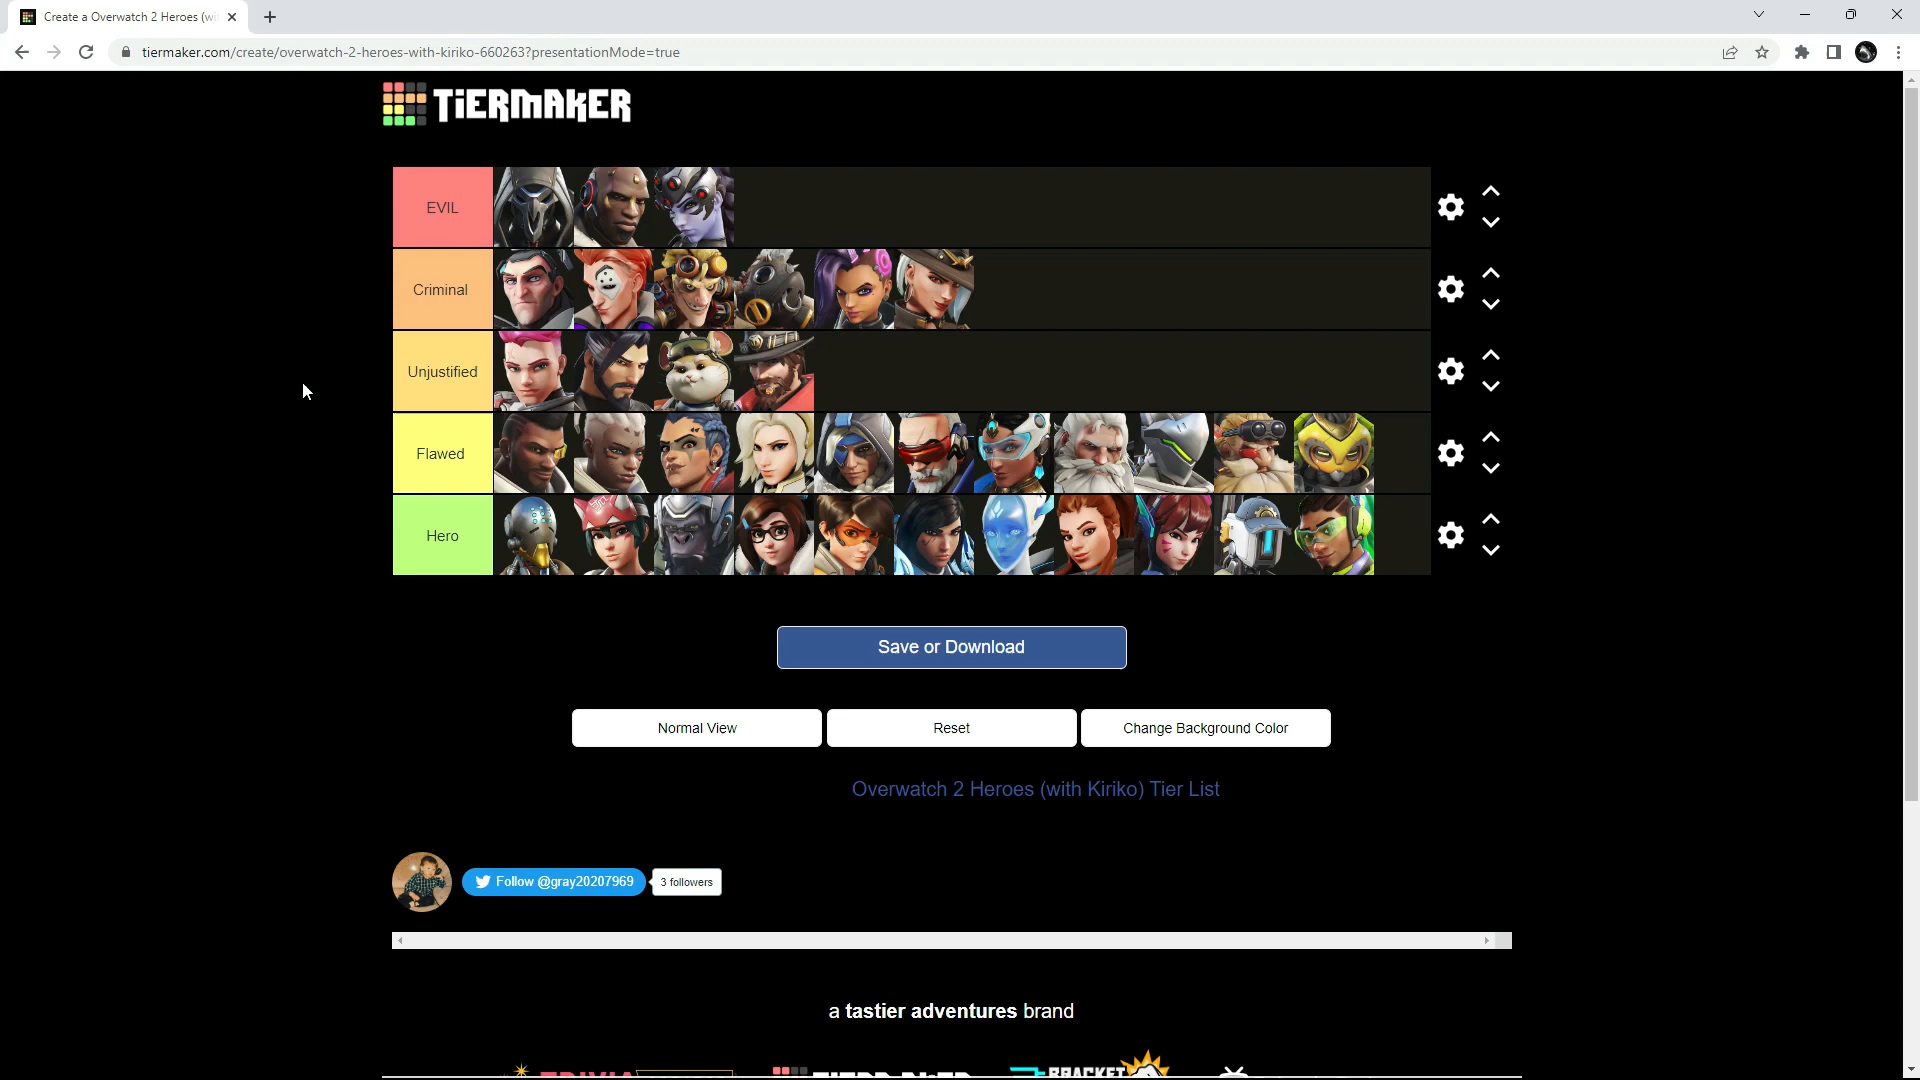 Create a Overwatch 2 Heroes (wi
tiermaker.com/create/overwatch-2-heroes-with-kiriko-660263?presentationMode=true
TiERMAKER
EVIL
Criminal
Unjustified
Flawed
Hero
Save or Download
Normal View
Reset
Change Background Color
Overwatch 2 Heroes (with Kiriko) Tier List
Follow @gray20207969
3 followers
a tastier adventures brand
TRIVIA
BRACKET